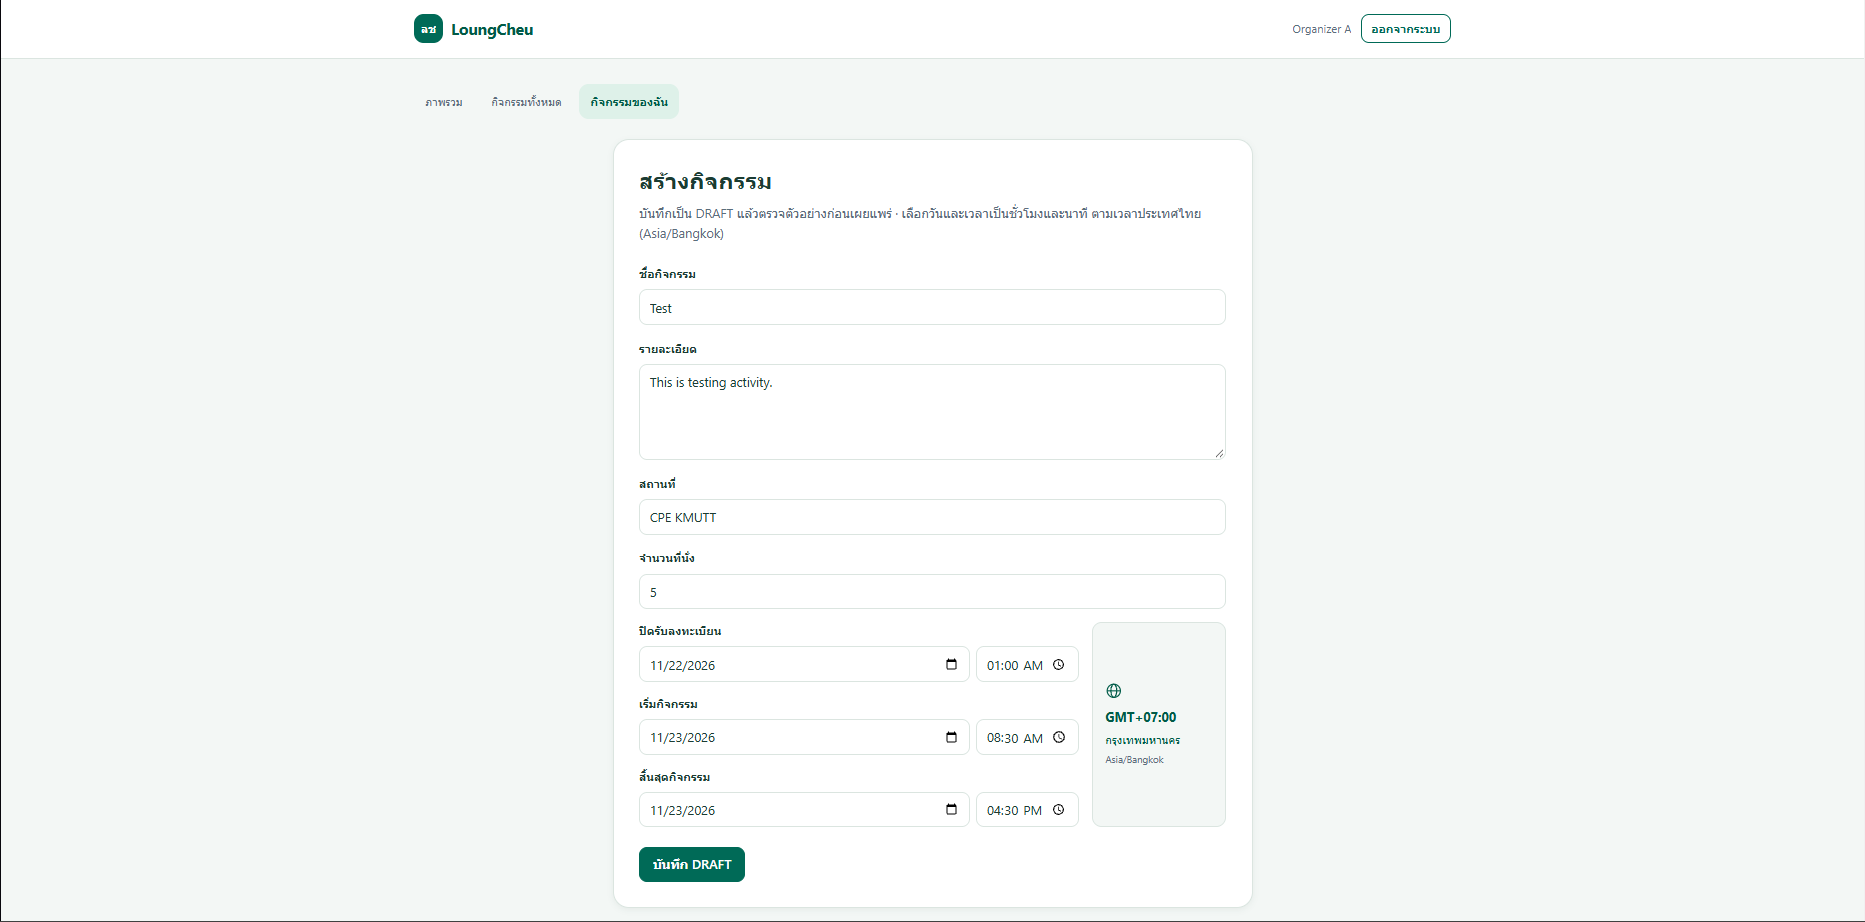 ลช LoungCheu
Organizer A ออกจากระบบ
ภาพรวม กิจกรรมทั้งหมด กิจกรรมของฉัน
สร้างกิจกรรม
บันทึกเป็น DRAFT แล้วตรวจตัวอย่างก่อนเผยแพร่ · เลือกวันและเวลาเป็นชั่วโมงและนาที ตามเวลาประเทศไทย
(Asia/Bangkok)
ชื่อกิจกรรม
Test
รายละเอียด
This is testing activity.
สถานที่
CPE KMUTT
จำนวนที่นั่ง
5
ปิดรับลงทะเบียน
11/22/2026 01:00 AM
เริ่มกิจกรรม
11/23/2026 08:30 AM
สิ้นสุดกิจกรรม
11/23/2026 04:30 PM
GMT+07:00
กรุงเทพมหานคร
Asia/Bangkok
บันทึก DRAFT